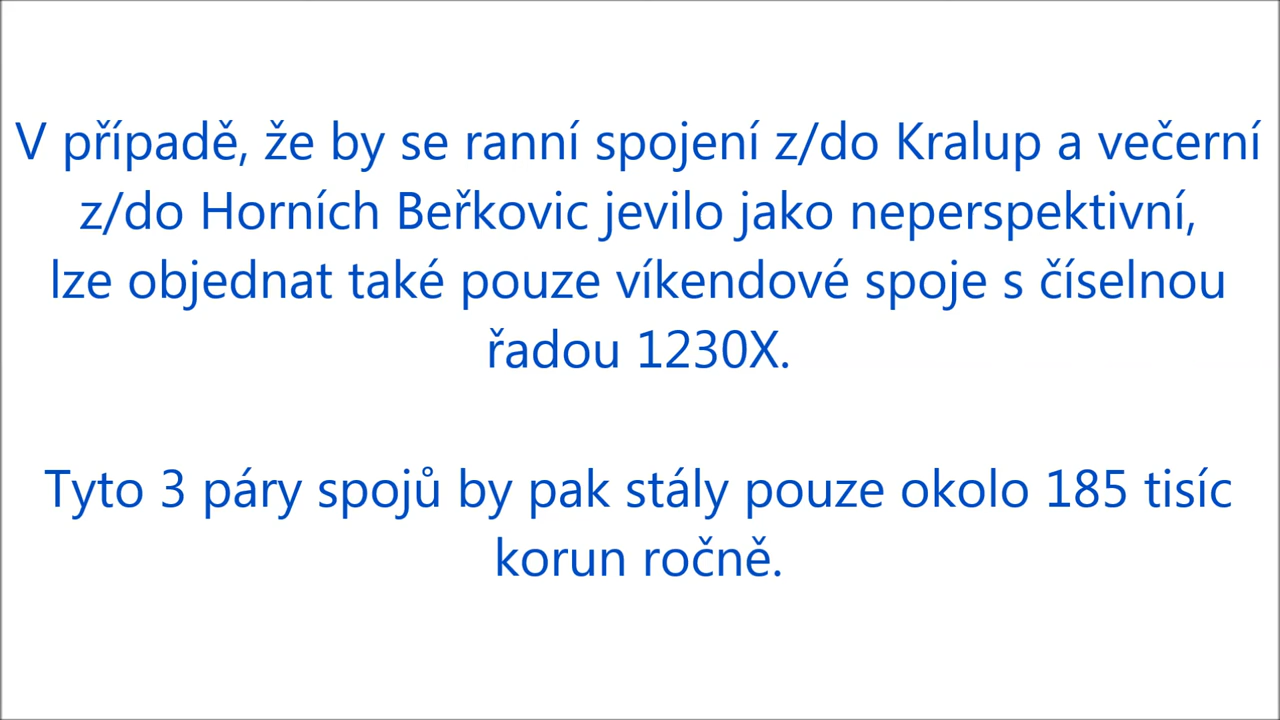 V případě, že by se ranní spojení z/do Kralup a večerní
z/do Horních Beřkovic jevilo jako neperspektivní,
lze objednat také pouze víkendové spoje s číselnou
řadou 1230X.
Tyto 3 páry spojů by pak stály pouze okolo 185 tisíc
korun ročně.